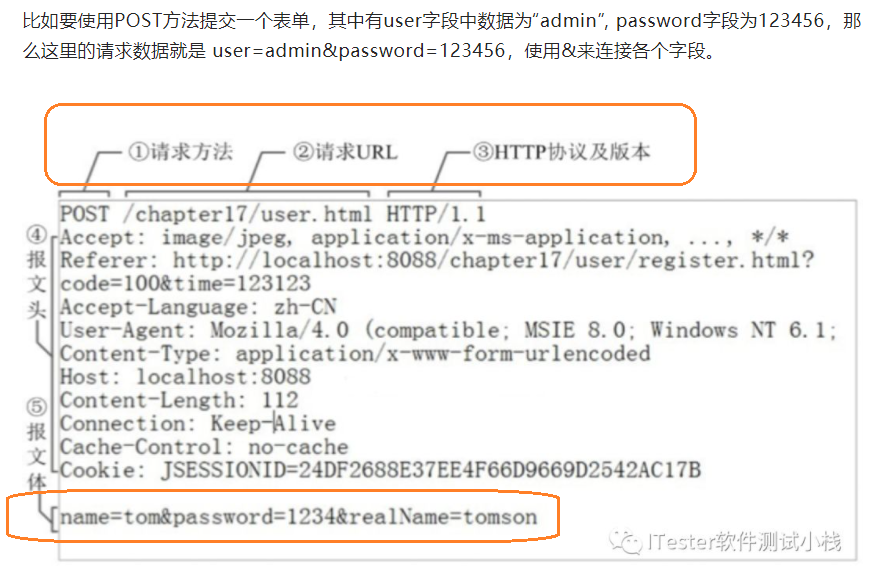 比如要使用POST方法提交一个表单，其中有user字段中数据为“admin”, password字段为123456，那
么这里的请求数据就是 user=admin&password=123456，使用&来连接各个字段。
①请求方法 ②请求URL ③HTTP协议及版本
POST /chapter17/user.html HTTP/1.1
④报文头
Accept: image/jpeg, application/x-ms-application, ..., */*
Referer: http://localhost:8088/chapter17/user/register.html?
code=100&time=123123
Accept-Language: zh-CN
User-Agent: Mozilla/4.0 (compatible; MSIE 8.0; Windows NT 6.1;
Content-Type: application/x-www-form-urlencoded
Host: localhost:8088
Content-Length: 112
Connection: Keep-Alive
Cache-Control: no-cache
Cookie: JSESSIONID=24DF2688E37EE4F66D9669D2542AC17B
⑤报文体
name=tom&password=1234&realName=tomson
ITester软件测试小栈